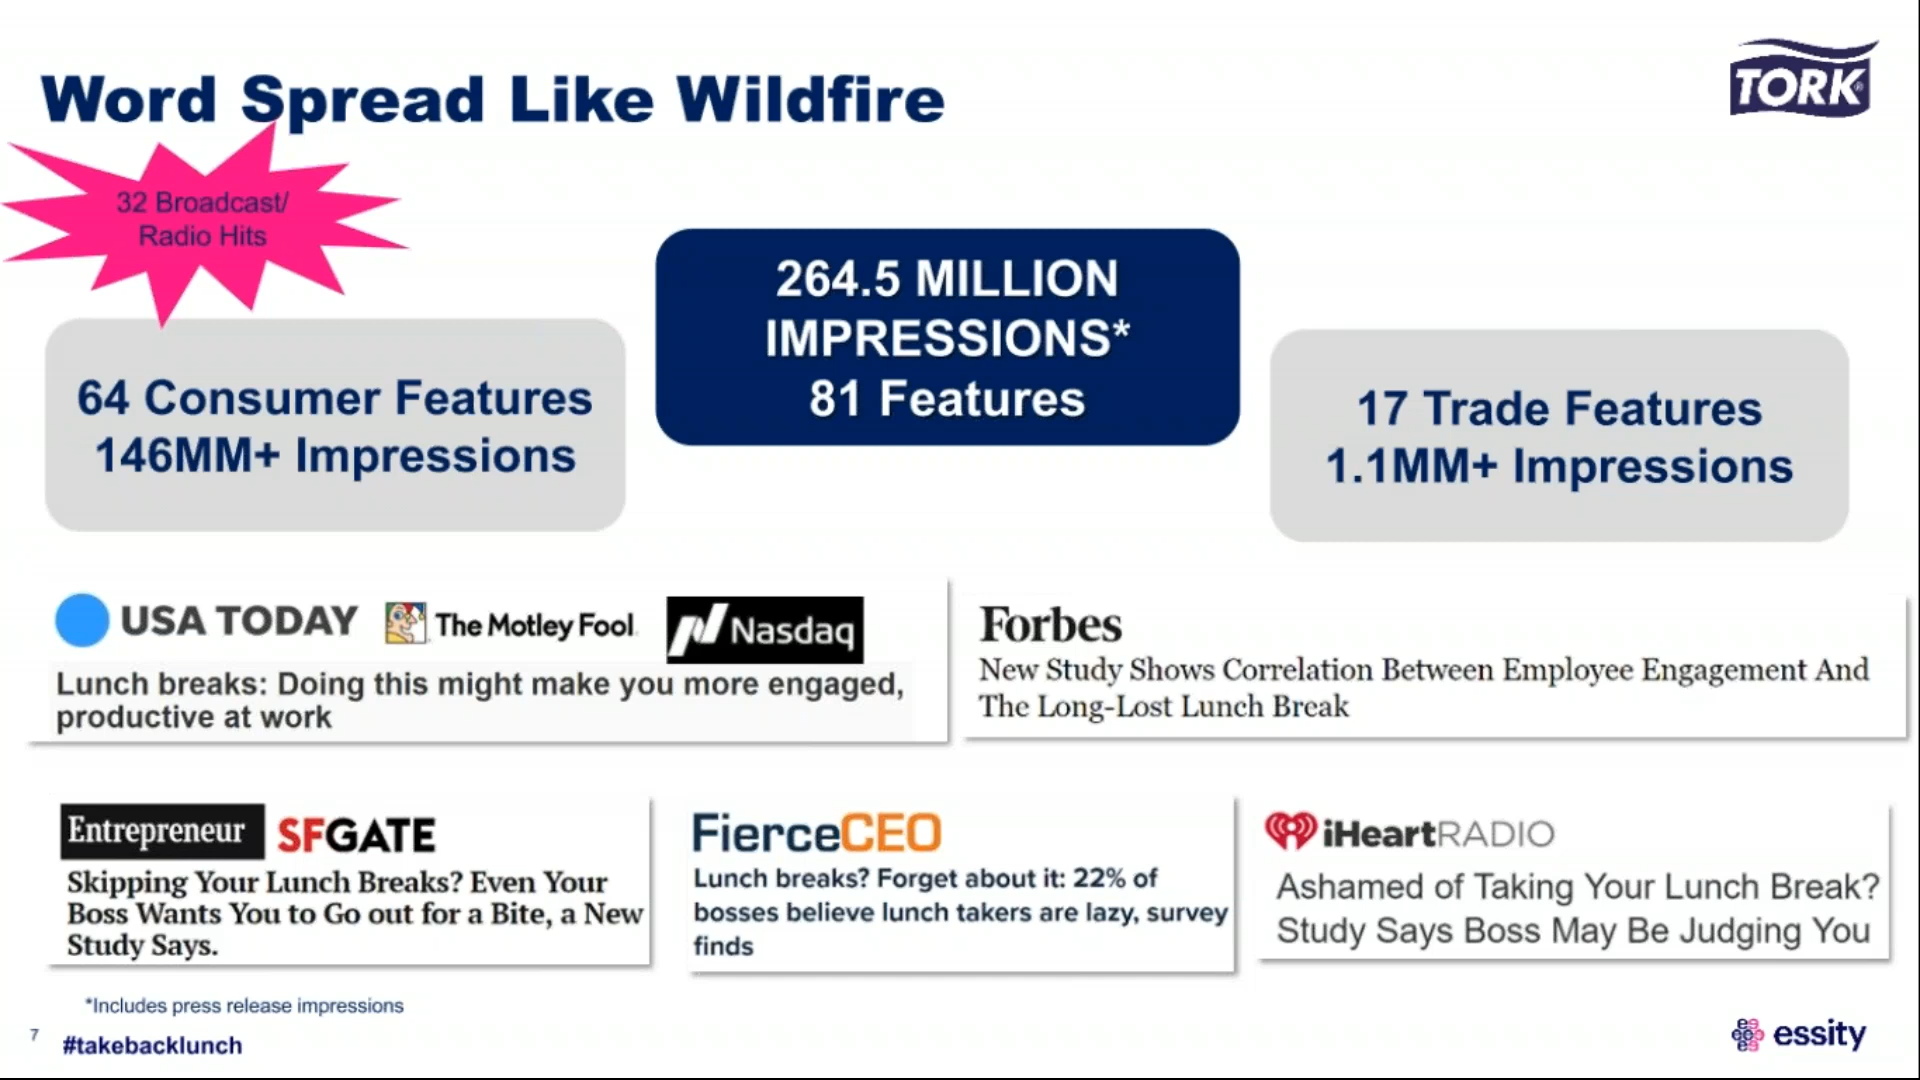 TORK
Word Spread Like Wildfire
32 Broadcast/
Radio Hits
264.5 MILLION
IMPRESSIONS*
81 Features
64 Consumer Features
146MM+ Impressions
17 Trade Features
1.1MM+ Impressions
USA TODAY The Motley Fool Nasdaq
Lunch breaks: Doing this might make you more engaged,
productive at work
Forbes
New Study Shows Correlation Between Employee Engagement And
The Long-Lost Lunch Break
Entrepreneur SFGATE
Skipping Your Lunch Breaks? Even Your
Boss Wants You to Go out for a Bite, a New
Study Says.
FierceCEO
Lunch breaks? Forget about it: 22% of
bosses believe lunch takers are lazy, survey
finds
iHeartRADIO
Ashamed of Taking Your Lunch Break?
Study Says Boss May Be Judging You
*Includes press release impressions
7
#takebacklunch
essity